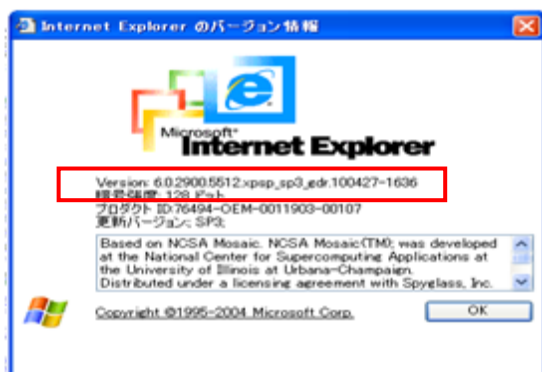 Internet Explorer のバージョン情報
Microsoft
Internet Explorer
Version: 6.0.2900.5512.xpsp_sp3_gdr.100427-1636
暗号強度: 128 ビット
プロダクト ID:76494-OEM-0011903-00107
更新バージョン:; SP3;
Based on NCSA Mosaic. NCSA Mosaic(TM); was developed
at the National Center for Supercomputing Applications at
the University of Illinois at Urbana-Champaign.
Distributed under a licensing agreement with Spyglass, Inc.
Copyright ©1995-2004 Microsoft Corp.
OK